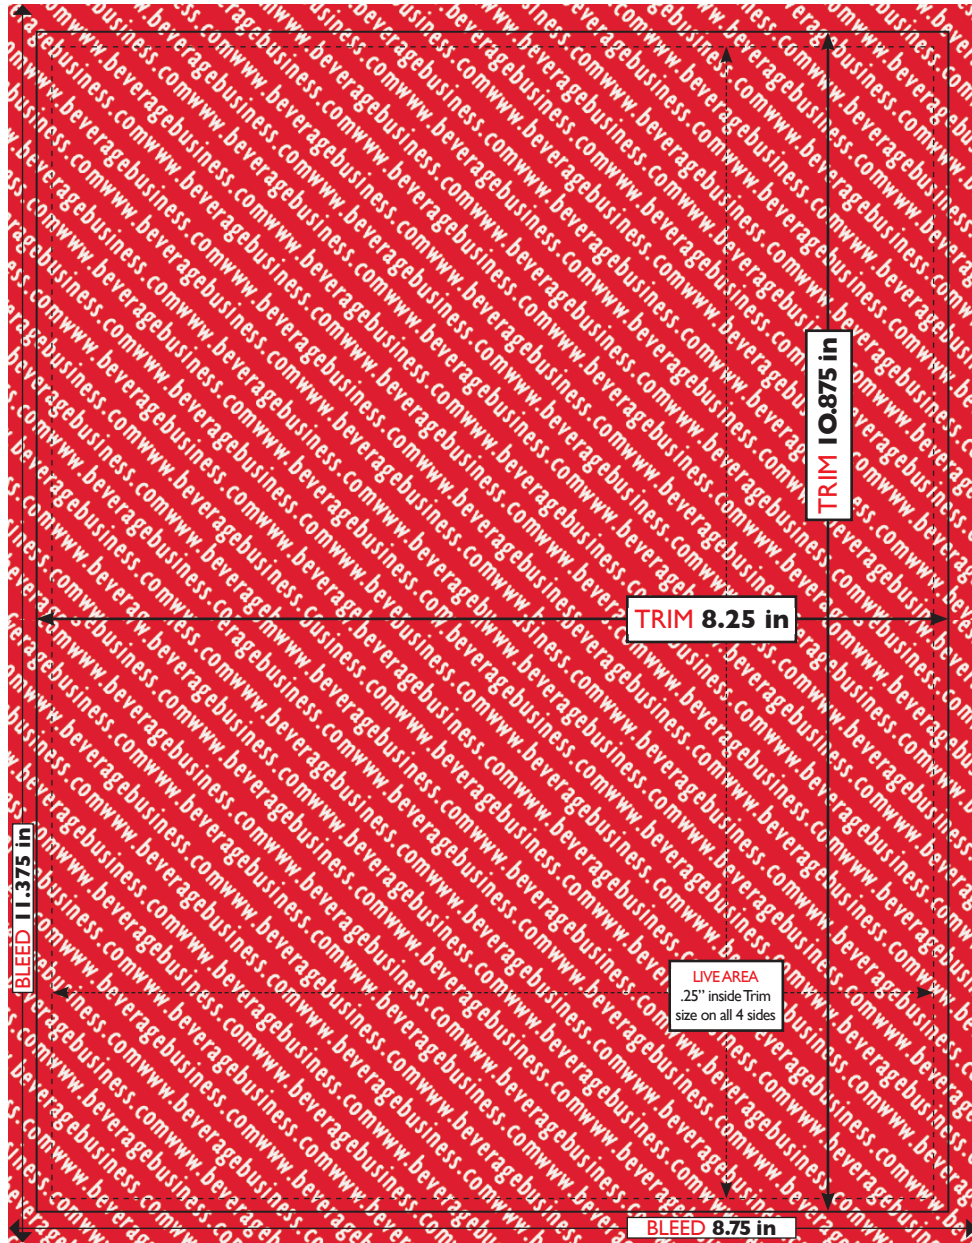 www.beveragebusiness.com
TRIM 10.875 in
TRIM 8.25 in
BLEED 11.375 in
LIVE AREA
.25” inside Trim
size on all 4 sides
BLEED 8.75 in